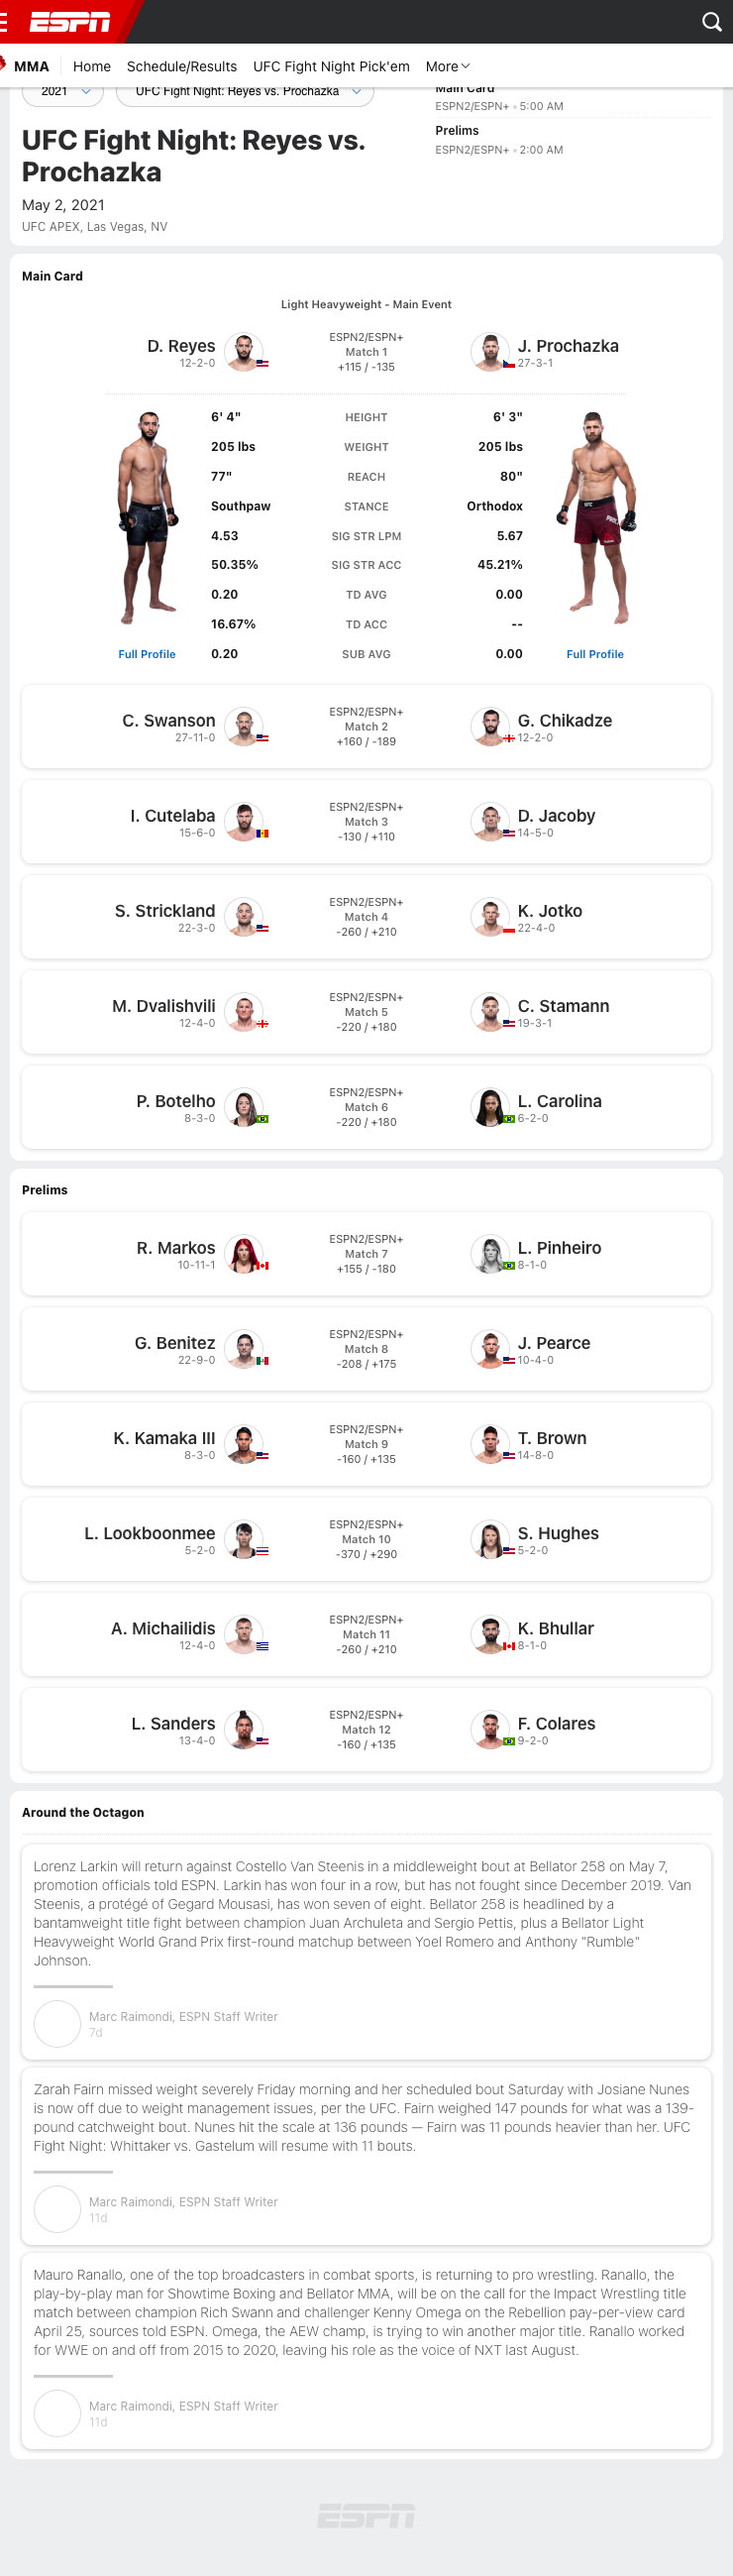 ESPN
MMA
Home
Schedule/Results
UFC Fight Night Pick'em
More
2021
UFC Fight Night: Reyes vs. Prochazka
Main Card
ESPN2/ESPN+ 5:00 AM
Prelims
ESPN2/ESPN+ 2:00 AM
UFC Fight Night: Reyes vs.
Prochazka
May 2, 2021
UFC APEX, Las Vegas, NV
Main Card
Light Heavyweight - Main Event
D. Reyes
12-2-0
ESPN2/ESPN+
Match 1
+115 / -135
J. Prochazka
27-3-1
6' 4" HEIGHT 6' 3"
205 lbs WEIGHT 205 lbs
77" REACH 80"
Southpaw STANCE Orthodox
4.53 SIG STR LPM 5.67
50.35% SIG STR ACC 45.21%
0.20 TD AVG 0.00
16.67% TD ACC --
Full Profile 0.20 SUB AVG 0.00 Full Profile
C. Swanson
27-11-0
ESPN2/ESPN+
Match 2
+160 / -189
G. Chikadze
12-2-0
I. Cutelaba
15-6-0
ESPN2/ESPN+
Match 3
-130 / +110
D. Jacoby
14-5-0
S. Strickland
22-3-0
ESPN2/ESPN+
Match 4
-260 / +210
K. Jotko
22-4-0
M. Dvalishvili
12-4-0
ESPN2/ESPN+
Match 5
-220 / +180
C. Stamann
19-3-1
P. Botelho
8-3-0
ESPN2/ESPN+
Match 6
-220 / +180
L. Carolina
6-2-0
Prelims
R. Markos
10-11-1
ESPN2/ESPN+
Match 7
+155 / -180
L. Pinheiro
8-1-0
G. Benitez
22-9-0
ESPN2/ESPN+
Match 8
-208 / +175
J. Pearce
10-4-0
K. Kamaka III
8-3-0
ESPN2/ESPN+
Match 9
-160 / +135
T. Brown
14-8-0
L. Lookboonmee
5-2-0
ESPN2/ESPN+
Match 10
-370 / +290
S. Hughes
5-2-0
A. Michailidis
12-4-0
ESPN2/ESPN+
Match 11
-260 / +210
K. Bhullar
8-1-0
L. Sanders
13-4-0
ESPN2/ESPN+
Match 12
-160 / +135
F. Colares
9-2-0
Around the Octagon
Lorenz Larkin will return against Costello Van Steenis in a middleweight bout at Bellator 258 on May 7,
promotion officials told ESPN. Larkin has won four in a row, but has not fought since December 2019. Van
Steenis, a protégé of Gegard Mousasi, has won seven of eight. Bellator 258 is headlined by a
bantamweight title fight between champion Juan Archuleta and Sergio Pettis, plus a Bellator Light
Heavyweight World Grand Prix first-round matchup between Yoel Romero and Anthony "Rumble"
Johnson.
Marc Raimondi, ESPN Staff Writer
7d
Zarah Fairn missed weight severely Friday morning and her scheduled bout Saturday with Josiane Nunes
is now off due to weight management issues, per the UFC. Fairn weighed 147 pounds for what was a 139-
pound catchweight bout. Nunes hit the scale at 136 pounds — Fairn was 11 pounds heavier than her. UFC
Fight Night: Whittaker vs. Gastelum will resume with 11 bouts.
Marc Raimondi, ESPN Staff Writer
11d
Mauro Ranallo, one of the top broadcasters in combat sports, is returning to pro wrestling. Ranallo, the
play-by-play man for Showtime Boxing and Bellator MMA, will be on the call for the Impact Wrestling title
match between champion Rich Swann and challenger Kenny Omega on the Rebellion pay-per-view card
April 25, sources told ESPN. Omega, the AEW champ, is trying to win another major title. Ranallo worked
for WWE on and off from 2015 to 2020, leaving his role as the voice of NXT last August.
Marc Raimondi, ESPN Staff Writer
11d
ESPN